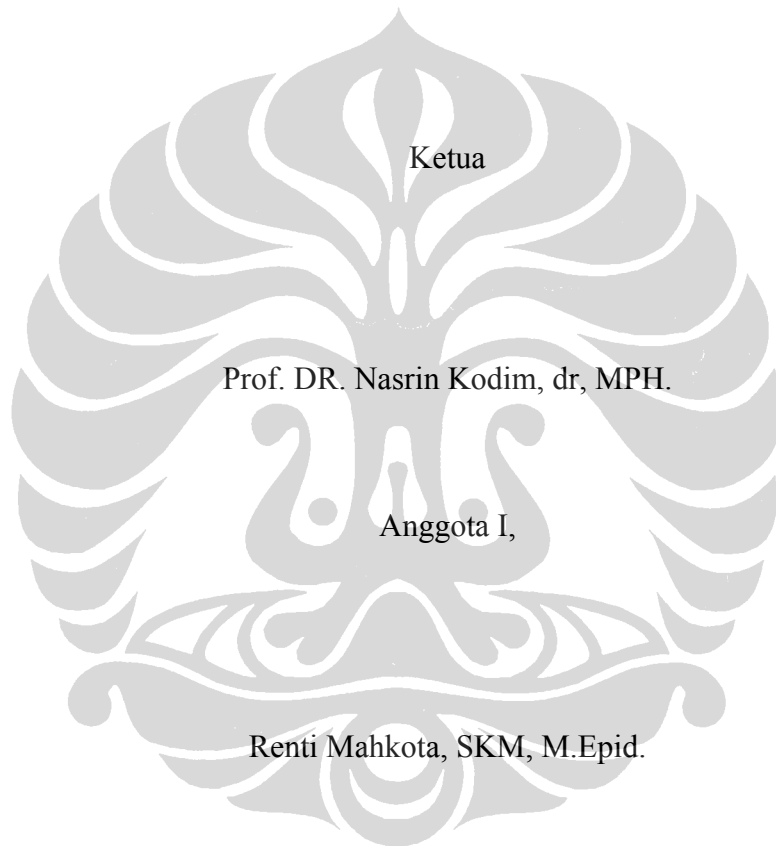 Ketua
Prof. DR. Nasrin Kodim, dr, MPH.
Anggota I,
Renti Mahkota, SKM, M.Epid.